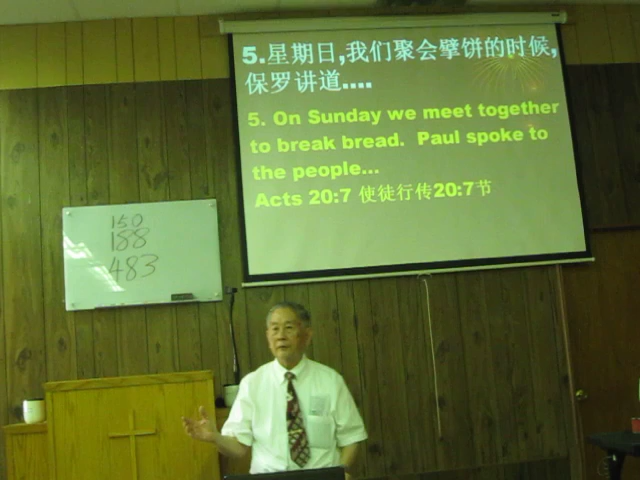 5.星期日,我们聚会擘饼的时候,
保罗讲道....
5. On Sunday we meet together
to break bread.  Paul spoke to
the people...
Acts 20:7 使徒行传20:7节
150
188
483